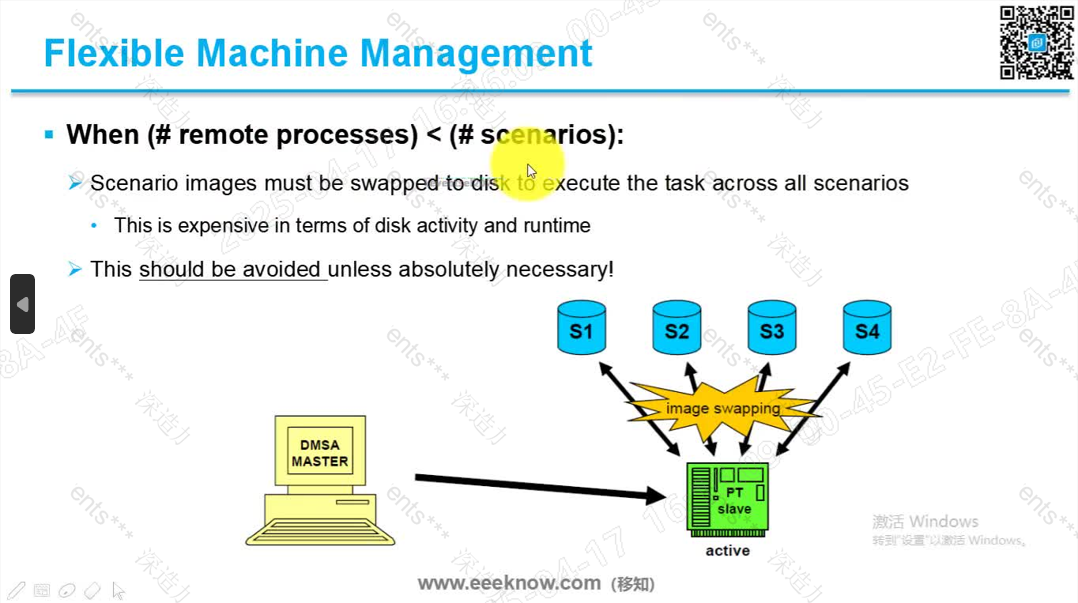 Flexible Machine Management
When (# remote processes) < (# scenarios):
Scenario images must be swapped to disk to execute the task across all scenarios
This is expensive in terms of disk activity and runtime
This should be avoided unless absolutely necessary!
S1 S2 S3 S4
image swapping
DMSA
MASTER
PT
slave
active
激活 Windows
转到"设置"以激活 Windows。
www.eeeknow.com (移知)